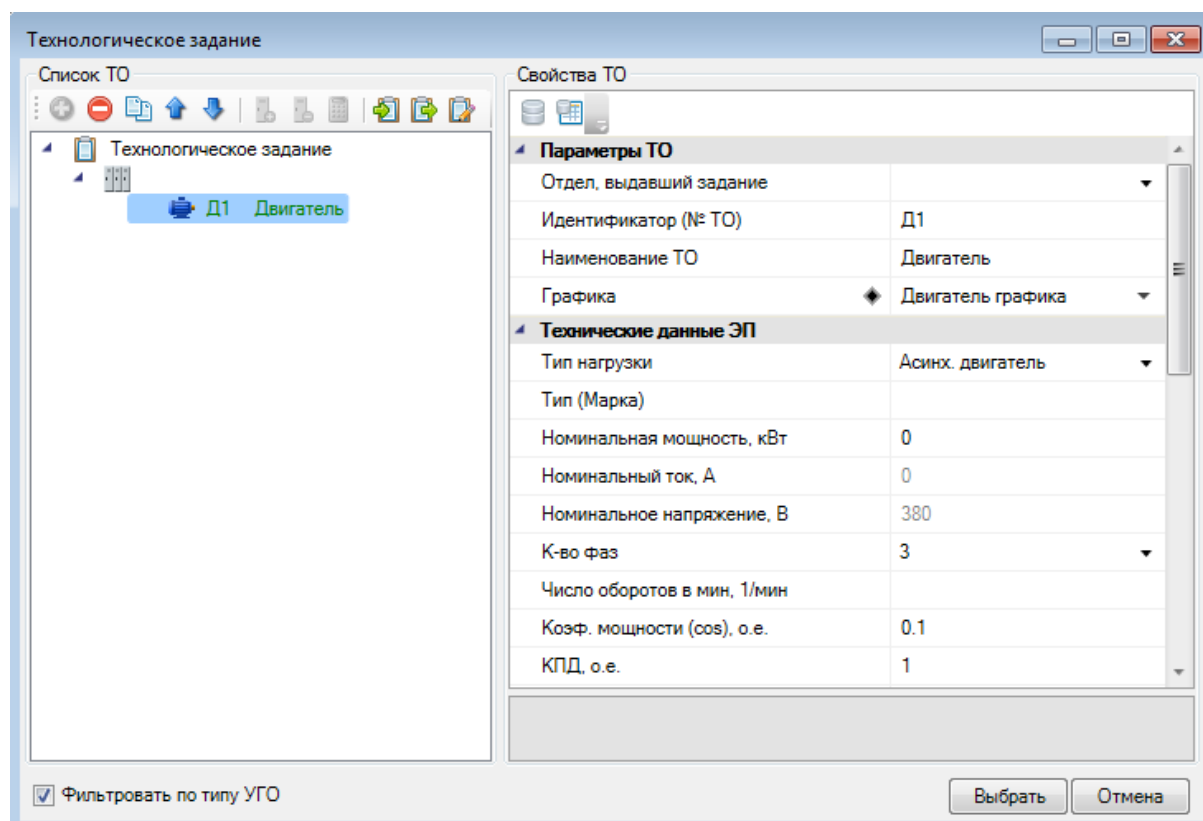 Технологическое задание
Список ТО
Технологическое задание
Д1 Двигатель
Свойства ТО
Параметры ТО
Отдел, выдавший задание
Идентификатор (№ ТО) Д1
Наименование ТО Двигатель
Графика Двигатель графика
Технические данные ЭП
Тип нагрузки Асинх. двигатель
Тип (Марка)
Номинальная мощность, кВт 0
Номинальный ток, А 0
Номинальное напряжение, В 380
К-во фаз 3
Число оборотов в мин, 1/мин
Коэф. мощности (cos), о.е. 0.1
КПД, о.е. 1
Фильтровать по типу УГО
Выбрать Отмена